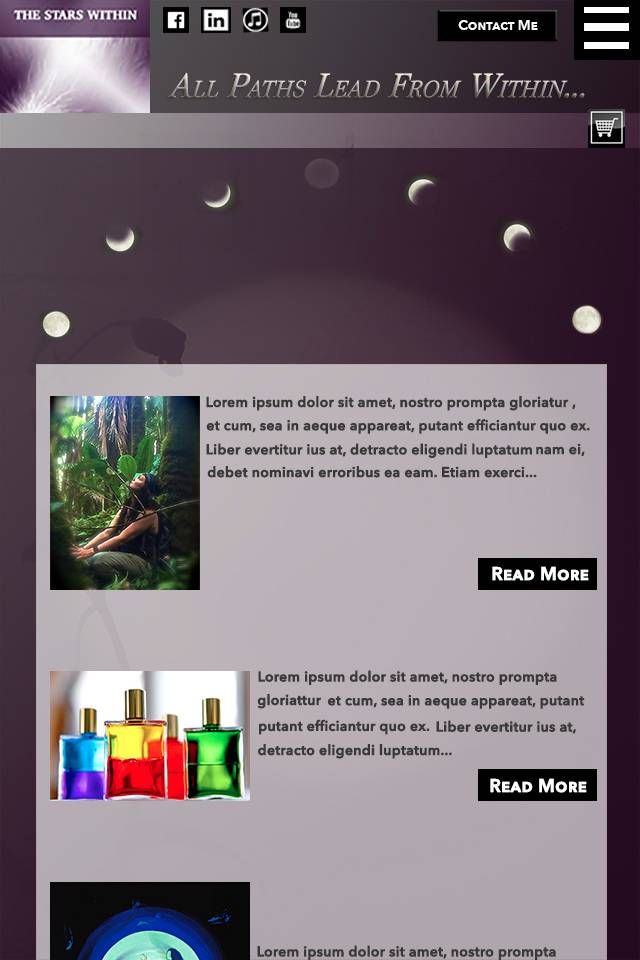 THE STARS WITHIN
You
Tube
CONTACT ME
ALL PATHS LEAD FROM WITHIN...
Lorem ipsum dolor sit amet, nostro prompta gloriatur ,
et cum, sea in aeque appareat, putant efficiantur quo ex.
Liber evertitur ius at, detracto eligendi luptatum nam ei,
debet nominavi erroribus ea eam. Etiam exerci...
READ MORE
Lorem ipsum dolor sit amet, nostro prompta
gloriattur et cum, sea in aeque appareat, putant
putant efficiantur quo ex. Liber evertitur ius at,
detracto eligendi luptatum...
READ MORE
Lorem ipsum dolor sit amet, nostro prompta